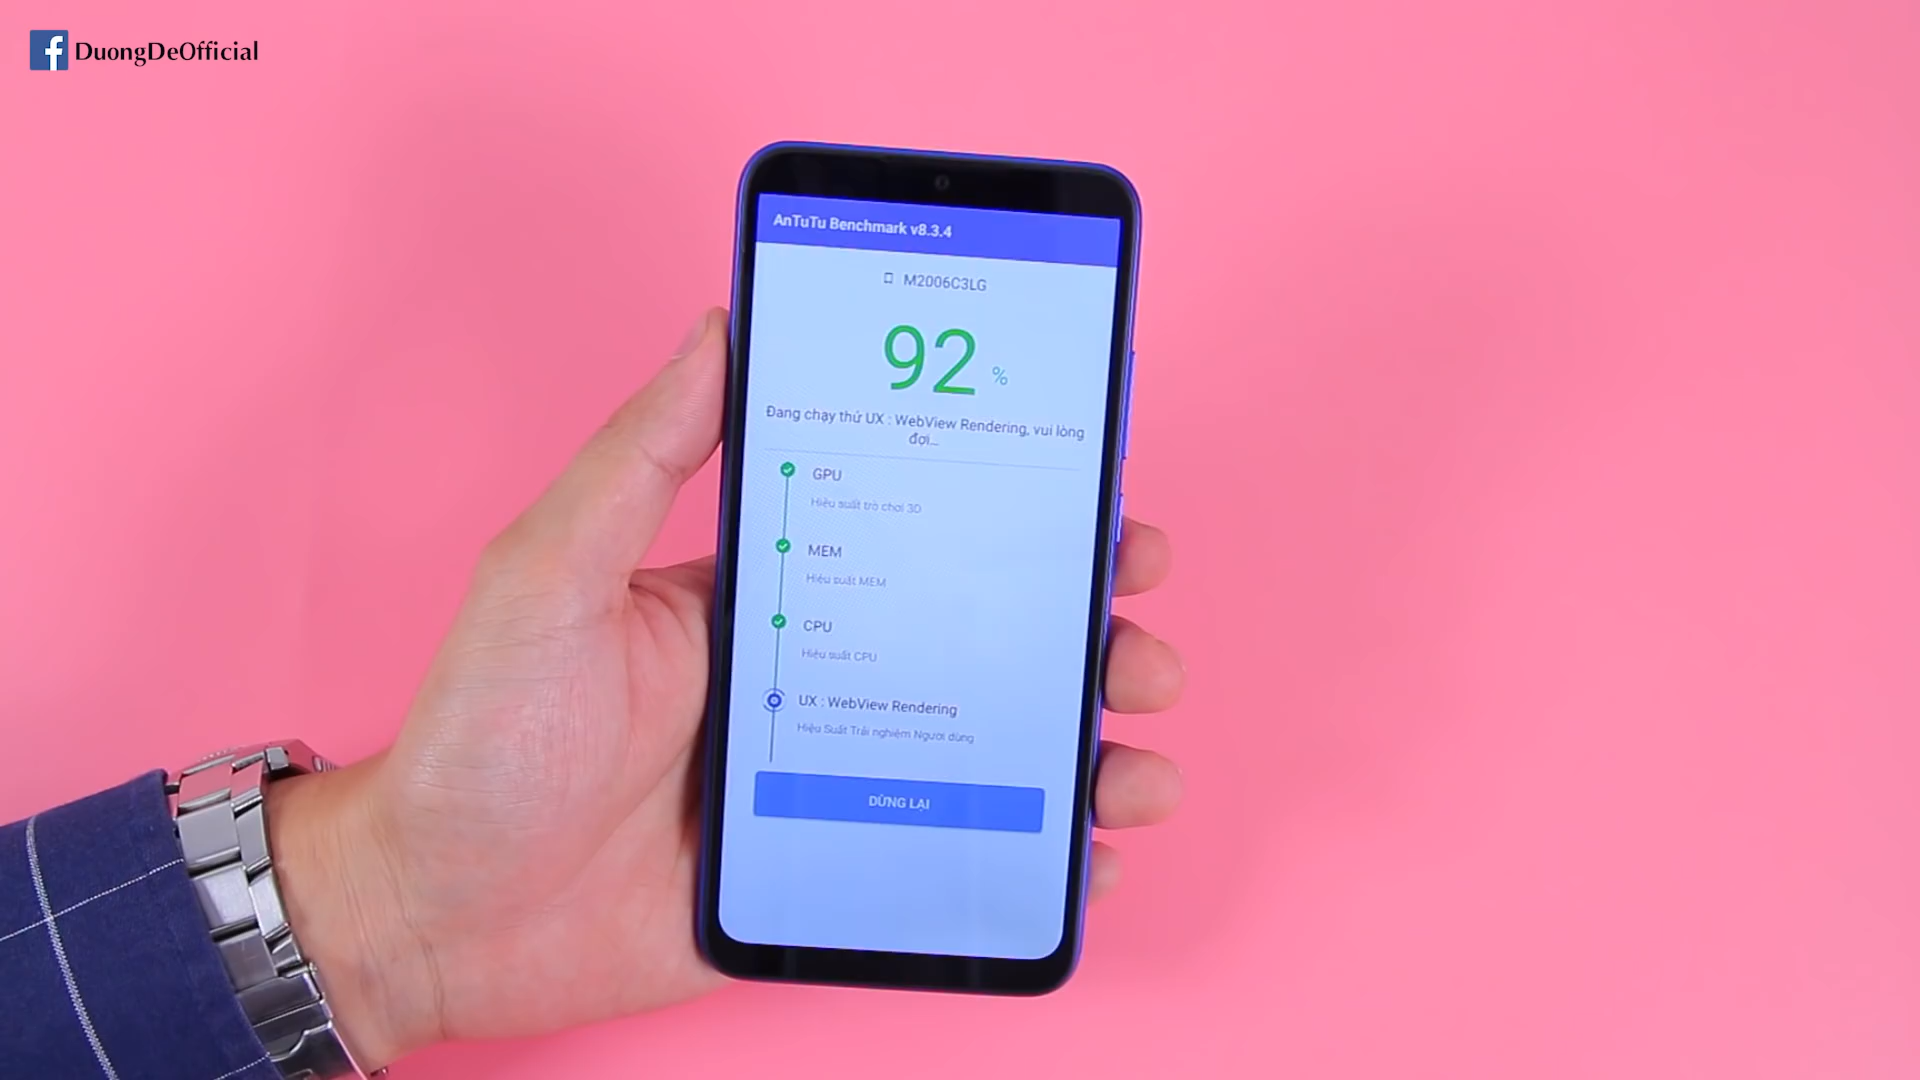 DuongDeOfficial
AnTuTu Benchmark v8.3.4
M2006C3LG
92 %
Đang chạy thử UX : WebView Rendering, vui lòng
đợi...
GPU
Hiệu suất trò chơi 3D
MEM
Hiệu suất MEM
CPU
Hiệu suất CPU
UX : WebView Rendering
Hiệu Suất Trải nghiệm Người dùng
DỪNG LẠI